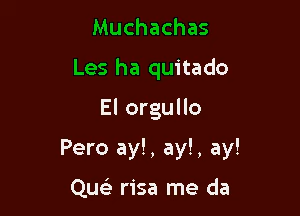 Muchachas
Les ha quitado
El orgullo
Pero ay!, ay!, ay!
Qué risa me da